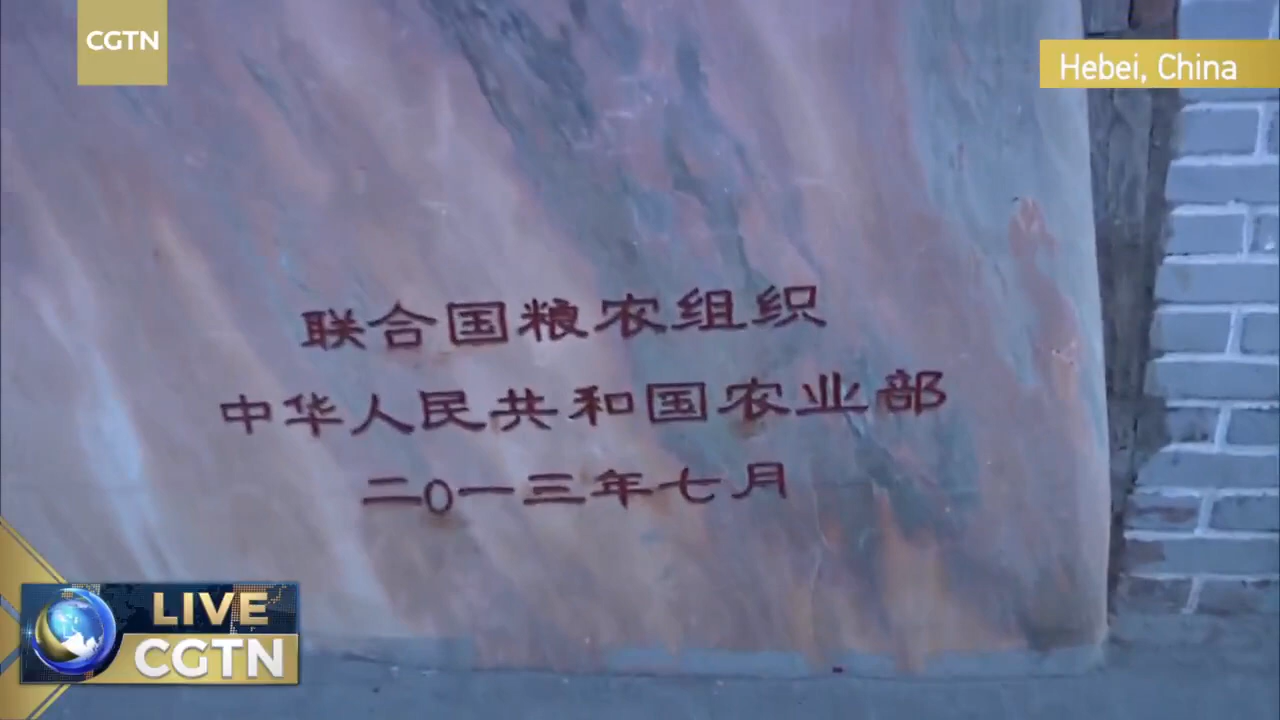 CGTN
Hebei, China
联合国粮农组织
中华人民共和国农业部
二0一三年七月
LIVE
CGTN